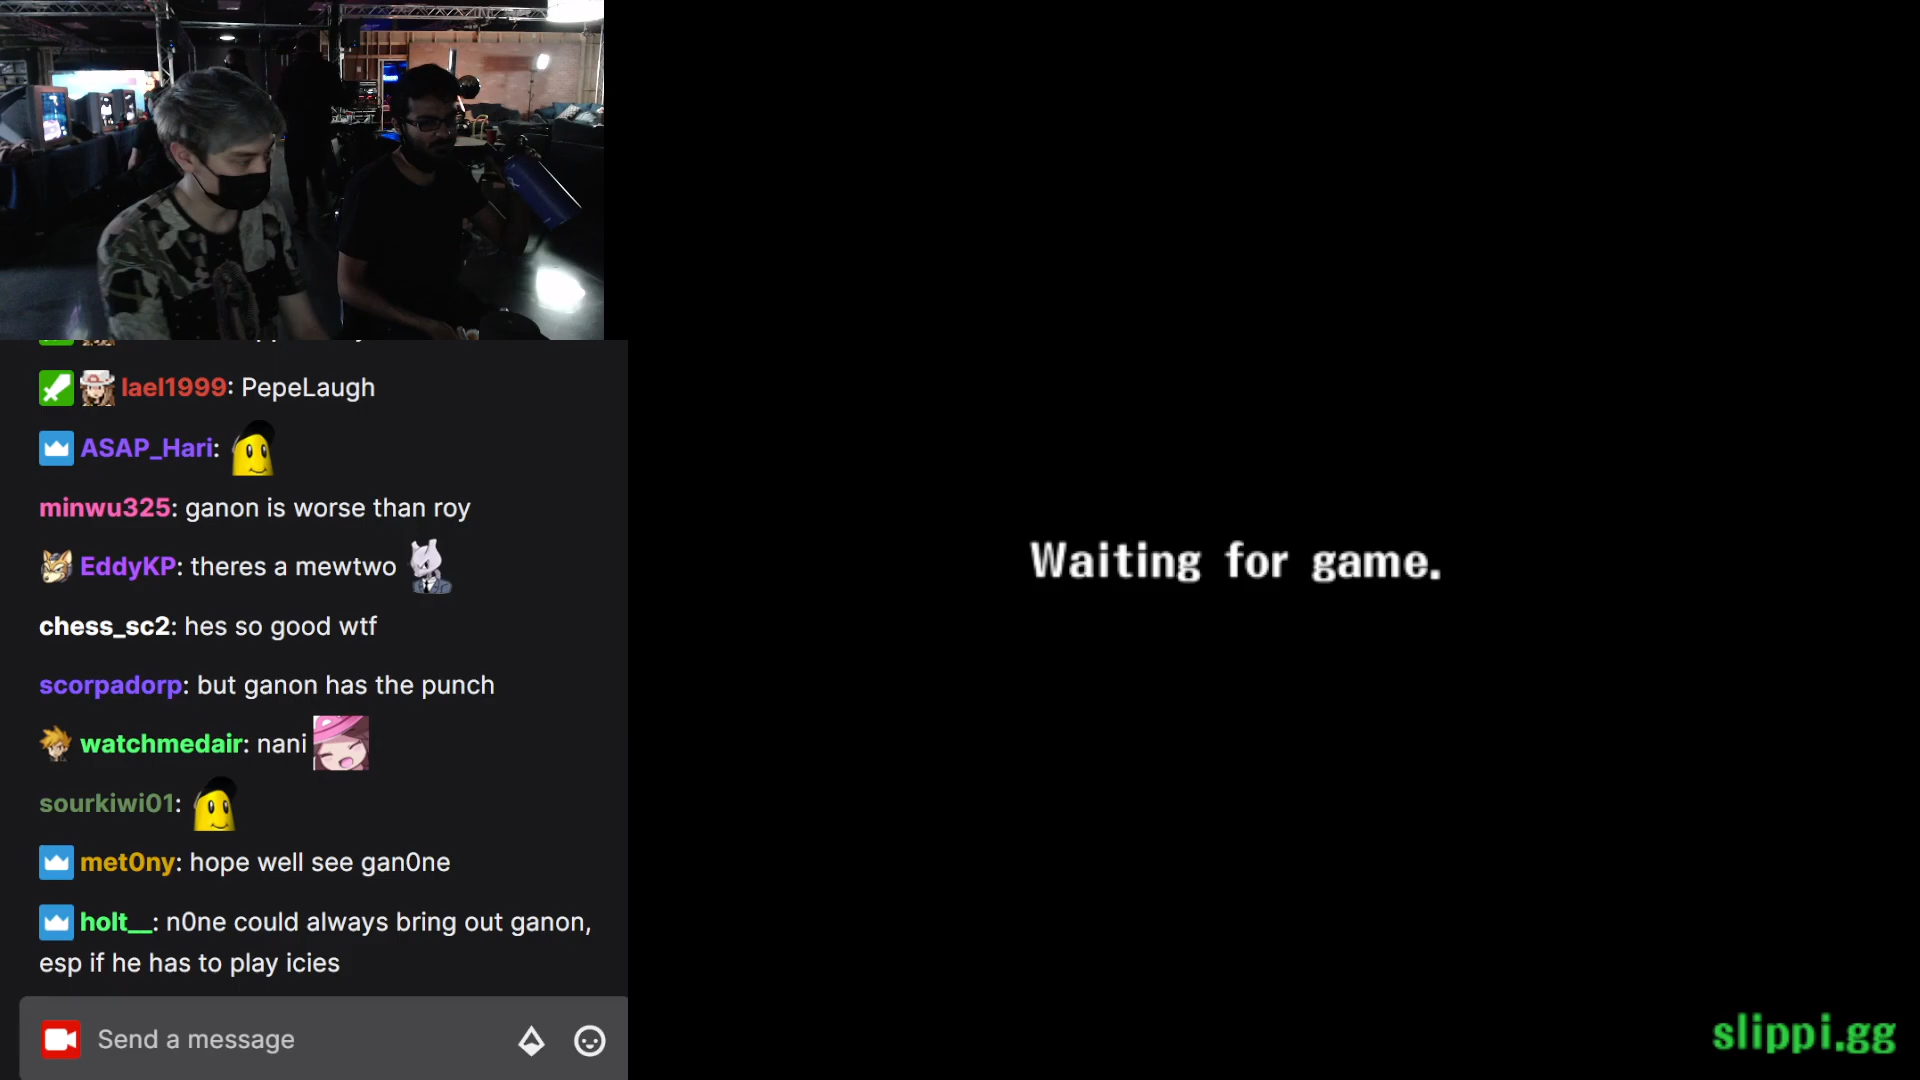 lael1999: PepeLaugh
ASAP_Hari:
minwu325: ganon is worse than roy
EddyKP: theres a mewtwo
chess_sc2: hes so good wtf
scorpadorp: but ganon has the punch
watchmedair: nani
sourkiwi01:
met0ny: hope well see gan0ne
holt__: n0ne could always bring out ganon,
esp if he has to play icies
Send a message
Waiting for game.
slippi.gg